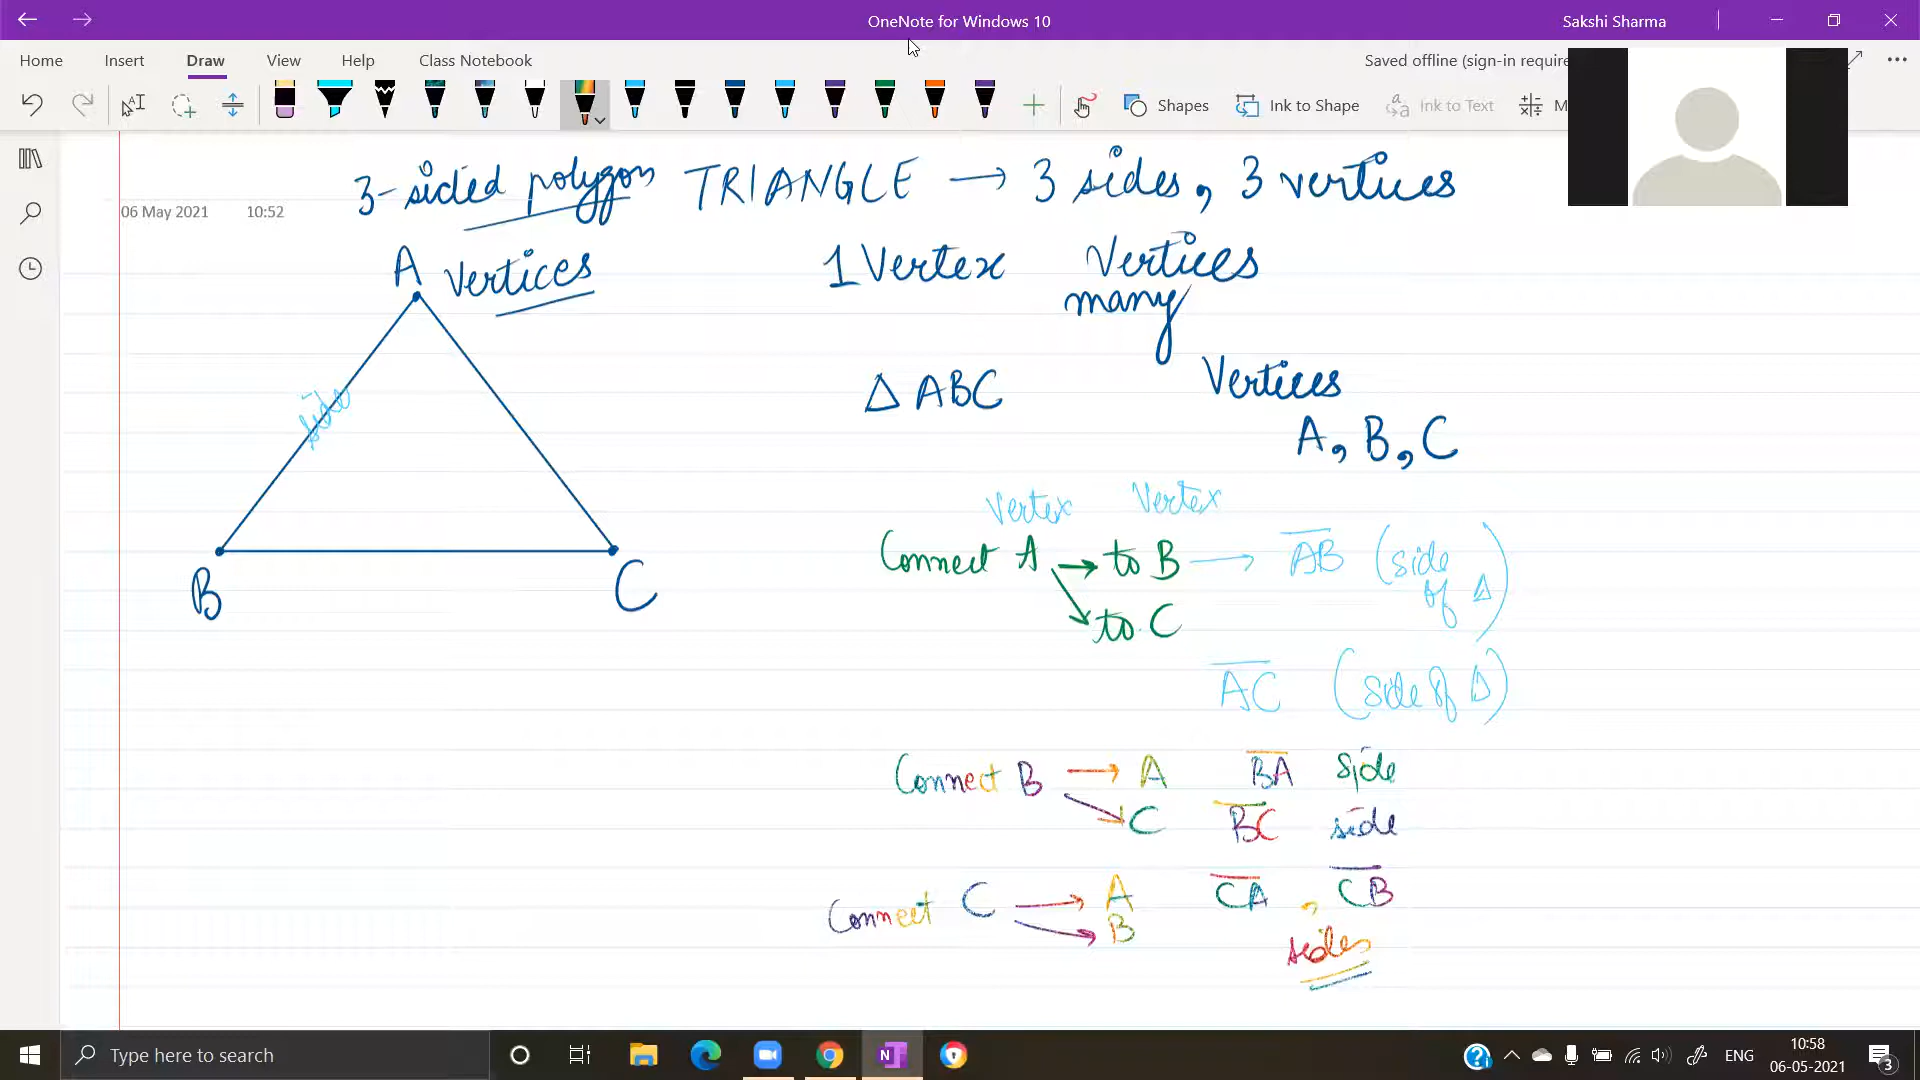 OneNote for Windows 10
Sakshi Sharma
Home Insert Draw View Help Class Notebook
Saved offline (sign-in require
Shapes Ink to Shape Ink to Text M
3-sided polygon TRIANGLE → 3 sides, 3 vertices
06 May 2021 10:52
A Vertices 1 Vertex Vertices
many
side
Δ ABC Vertices
A, B, C
Vertex Vertex
Connect A → to B → AB (side of Δ)
B C
to C
AC (side of Δ)
Connect B → A BA Side
C BC side
Connect C → A CA , CB
B
sides
Type here to search
ENG
10:58
06-05-2021
3